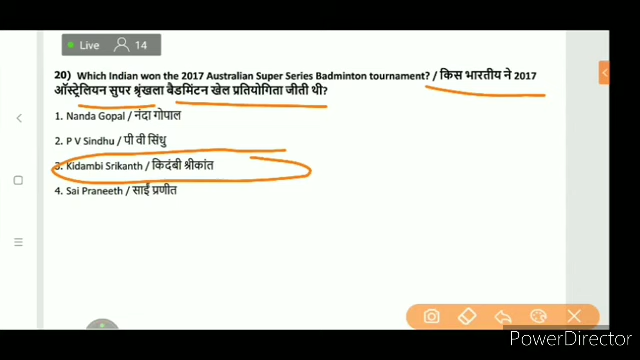 Live 14
20) Which Indian won the 2017 Australian Super Series Badminton tournament? / किस भारतीय ने 2017
ऑस्ट्रेलियन सुपर श्रृंखला बैडमिंटन खेल प्रतियोगिता जीती थी?
1. Nanda Gopal / नंदा गोपाल
2. P V Sindhu / पी वी सिंधु
3. Kidambi Srikanth / किदंबी श्रीकांत
4. Sai Praneeth / साईं प्रणीत
PowerDirector